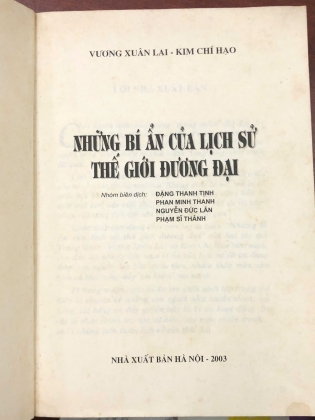 VƯƠNG XUÂN LAI - KIM CHÍ HẠO
NHỮNG BÍ ẨN CỦA LỊCH SỬ
THẾ GIỚI ĐƯƠNG ĐẠI
Nhóm biên dịch: ĐẶNG THANH TỊNH
PHAN MINH THANH
NGUYỄN ĐỨC LÂN
PHẠM SĨ THÀNH
NHÀ XUẤT BẢN HÀ NỘI - 2003